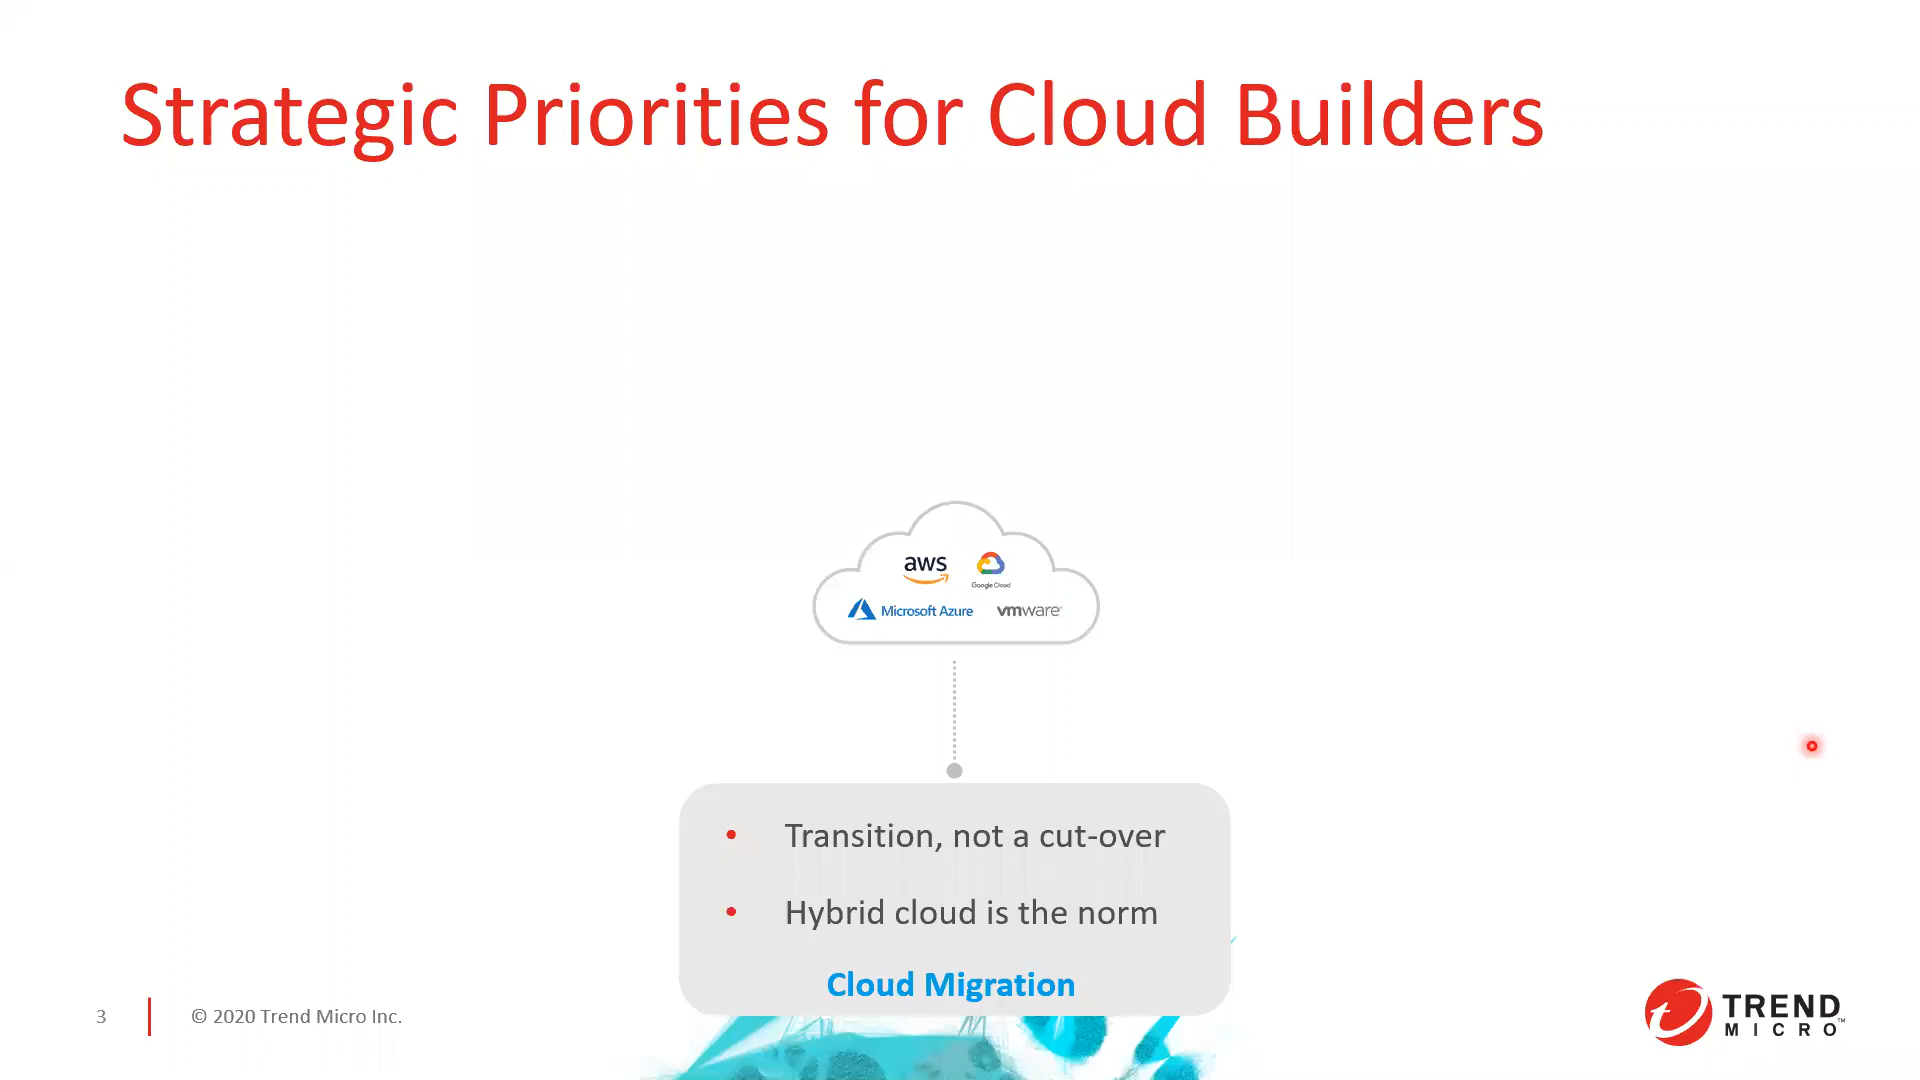 Strategic Priorities for Cloud Builders
aws
Google Cloud
Microsoft Azure
vmware
• Transition, not a cut-over
• Hybrid cloud is the norm
Cloud Migration
3
© 2020 Trend Micro Inc.
TREND
MICRO™